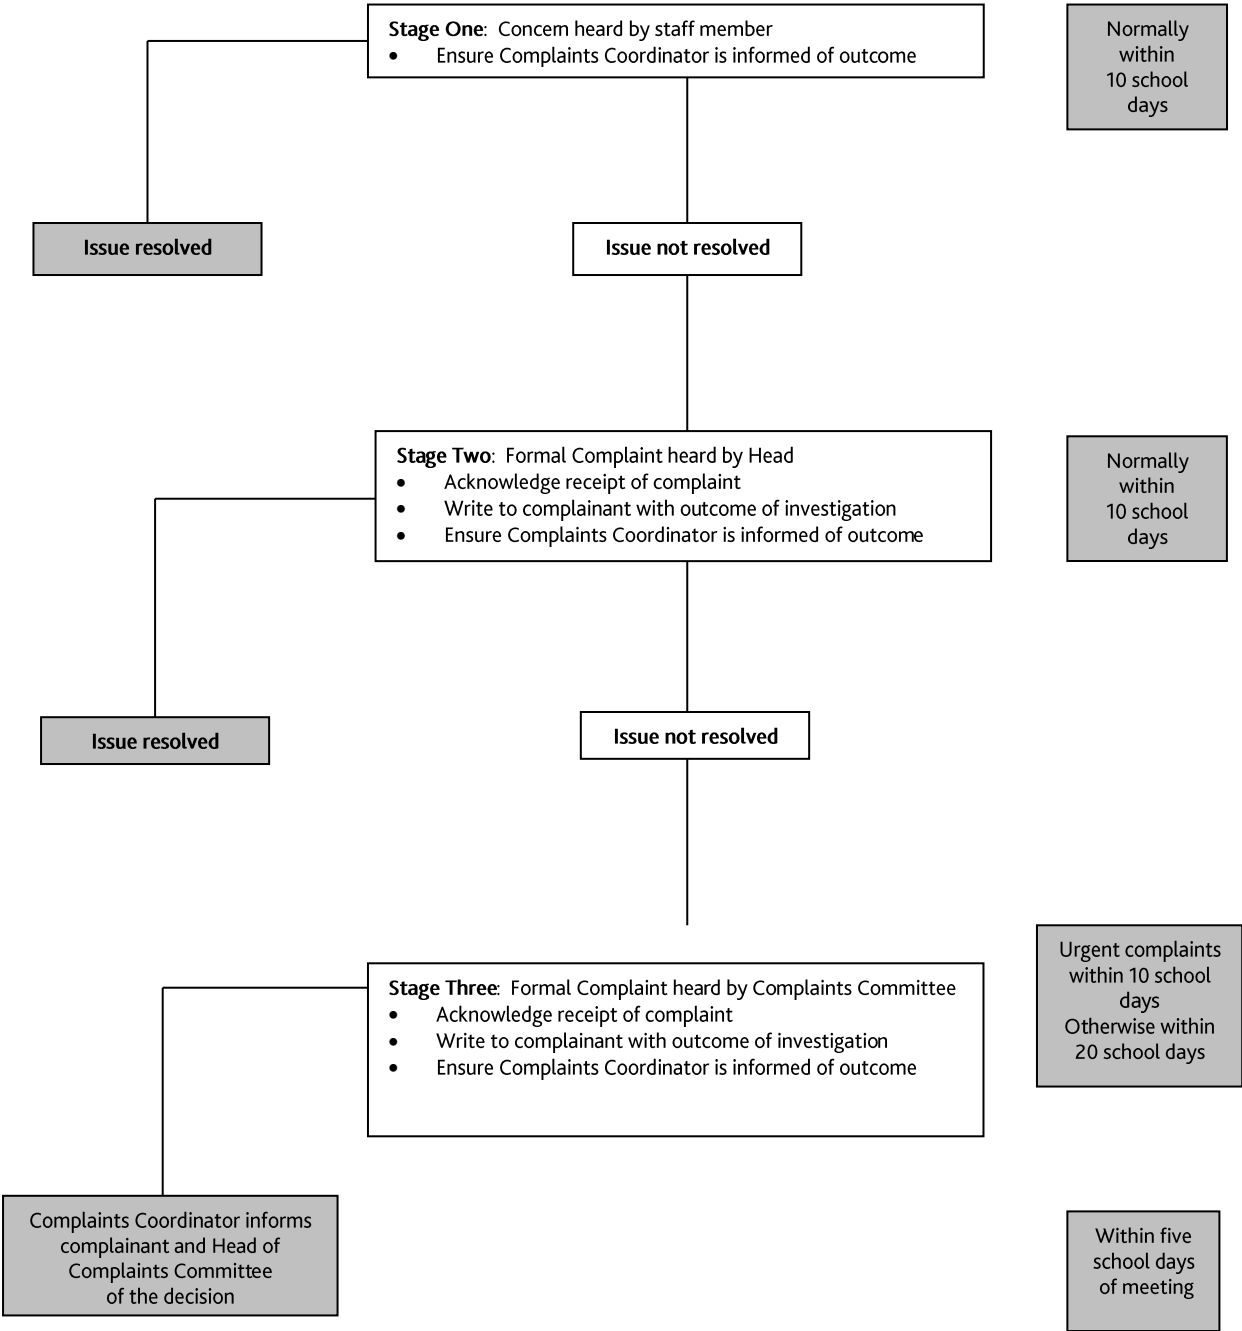 Stage One: Concern heard by staff member
• Ensure Complaints Coordinator is informed of outcome
Normally
within
10 school
days
Issue resolved
Issue not resolved
Stage Two: Formal Complaint heard by Head
• Acknowledge receipt of complaint
• Write to complainant with outcome of investigation
• Ensure Complaints Coordinator is informed of outcome
Normally
within
10 school
days
Issue resolved
Issue not resolved
Stage Three: Formal Complaint heard by Complaints Committee
• Acknowledge receipt of complaint
• Write to complainant with outcome of investigation
• Ensure Complaints Coordinator is informed of outcome
Urgent complaints
within 10 school
days
Otherwise within
20 school days
Complaints Coordinator informs
complainant and Head of
Complaints Committee
of the decision
Within five
school days
of meeting